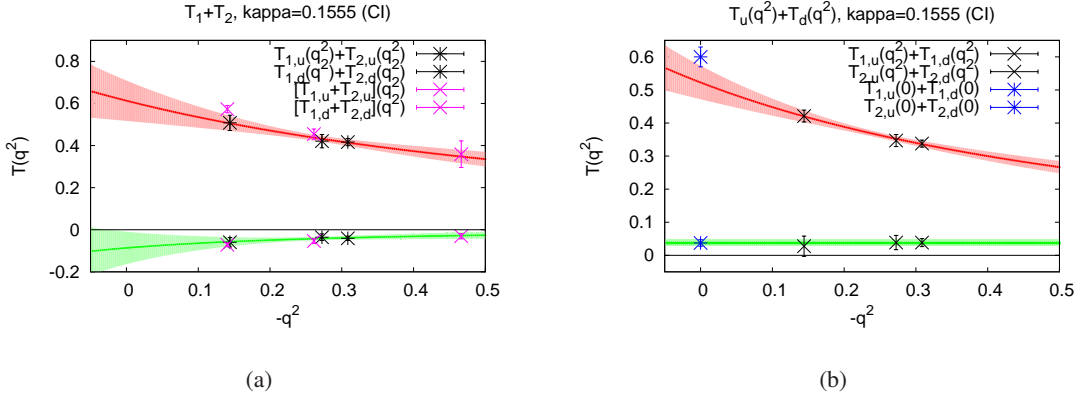 T₁+T₂, kappa=0.1555 (CI)
T₁,ᵤ(q²)+T₂,ᵤ(q²)
T₁,d(q²)+T₂,d(q²)
[T₁,ᵤ+T₂,ᵤ](q²)
[T₁,d+T₂,d](q²)
T(q²)
0.8
0.6
0.4
0.2
0
-0.2
0 0.1 0.2 0.3 0.4 0.5
-q²
(a)
Tᵤ(q²)+T_d(q²), kappa=0.1555 (CI)
T₁,ᵤ(q²)+T₁,d(q²)
T₂,ᵤ(q²)+T₂,d(q²)
T₁,ᵤ(0)+T₁,d(0)
T₂,ᵤ(0)+T₂,d(0)
T(q²)
0.6
0.5
0.4
0.3
0.2
0.1
0
0 0.1 0.2 0.3 0.4 0.5
-q²
(b)